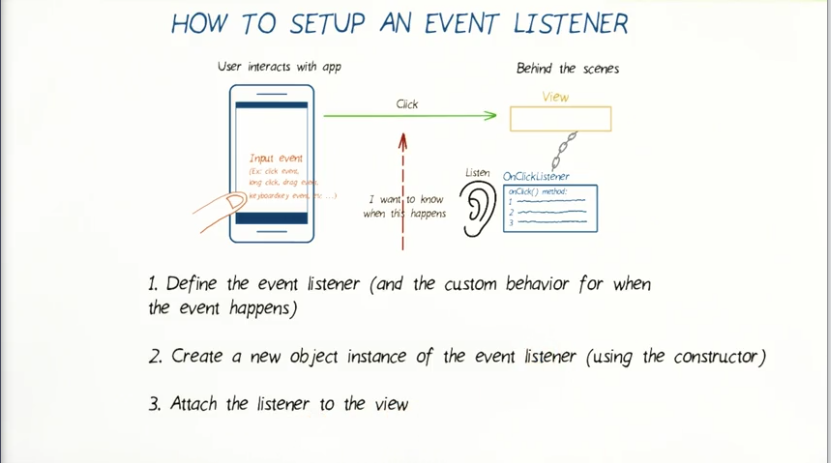 HOW TO SETUP AN EVENT LISTENER
User interacts with app
Behind the scenes
Click
View
Input event
(Ex: click event,
long click, drag event,
keyboard key event, ...)
I want to know
when this happens
Listen
OnClickListener
onClick() method:
1
2
3
1. Define the event listener (and the custom behavior for when
the event happens)
2. Create a new object instance of the event listener (using the constructor)
3. Attach the listener to the view